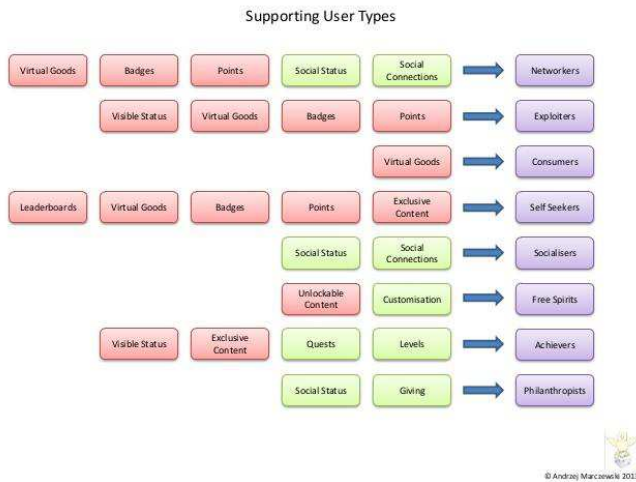 Supporting User Types
Virtual Goods Badges Points Social Status Social Connections Networkers
Visible Status Virtual Goods Badges Points Exploiters
Virtual Goods Consumers
Leaderboards Virtual Goods Badges Points Exclusive Content Self Seekers
Social Status Social Connections Socialisers
Unlockable Content Customisation Free Spirits
Visible Status Exclusive Content Quests Levels Achievers
Social Status Giving Philanthropists
© Andrzej Marczewski